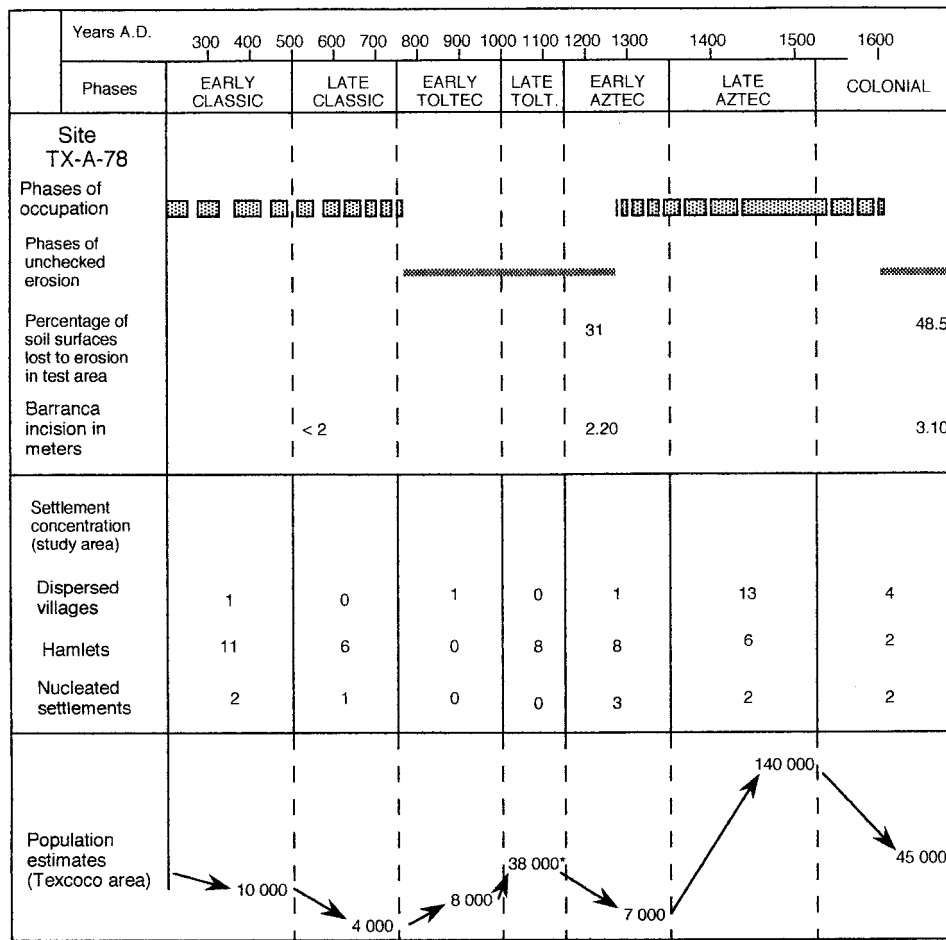 Years A.D.
300 400 500 600 700 800 900 1000 1100 1200 1300 1400 1500 1600
Phases
EARLY CLASSIC
LATE CLASSIC
EARLY TOLTEC
LATE TOLT.
EARLY AZTEC
LATE AZTEC
COLONIAL
Site
TX-A-78
Phases of
occupation
Phases of
unchecked
erosion
Percentage of
soil surfaces
lost to erosion
in test area
31 48.5
Barranca
incision in
meters
< 2 2.20 3.10
Settlement
concentration
(study area)
Dispersed
villages
1 0 1 0 1 13 4
Hamlets
11 6 0 8 8 6 2
Nucleated
settlements
2 1 0 0 3 2 2
Population
estimates
(Texcoco area)
10 000 4 000 8 000 38 000* 7 000 140 000 45 000